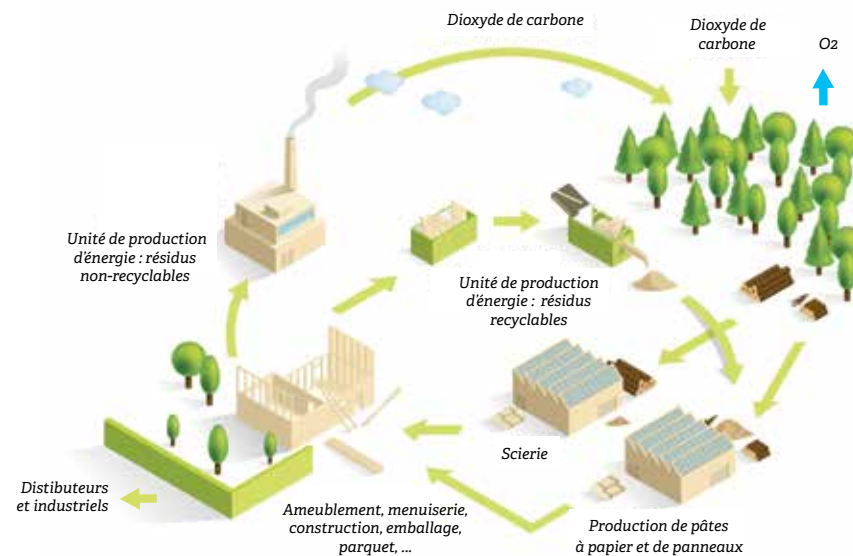 Dioxyde de carbone
Dioxyde de
carbone
O2
Unité de production
d'énergie : résidus
non-recyclables
Unité de production
d'énergie : résidus
recyclables
Scierie
Distibuteurs
et industriels
Ameublement, menuiserie,
construction, emballage,
parquet, ...
Production de pâtes
à papier et de panneaux